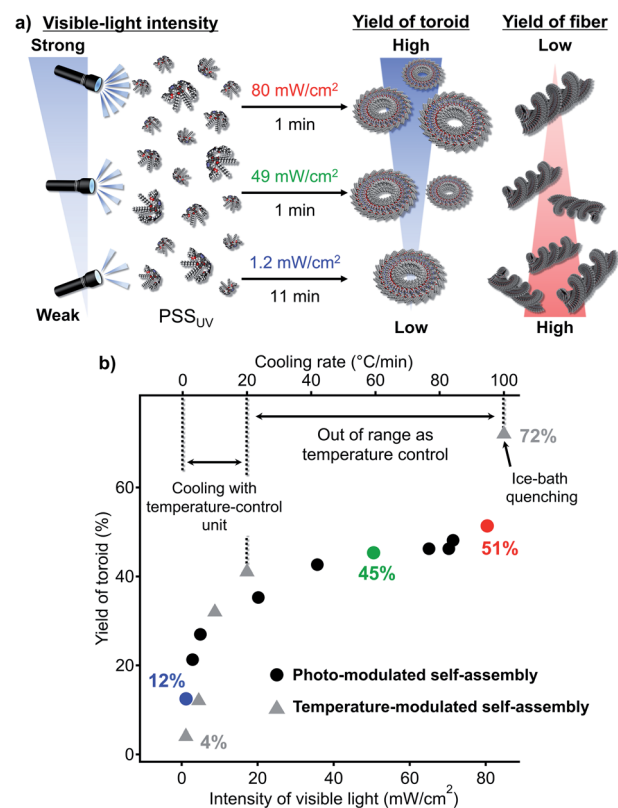 a) Visible-light intensity
Yield of toroid
Yield of fiber
Strong
High
Low
80 mW/cm²
1 min
49 mW/cm²
1 min
1.2 mW/cm²
11 min
Weak
PSS_UV
Low
High
b)
Cooling rate (°C/min)
0 20 40 60 80 100
Out of range as
temperature control
72%
Cooling with
temperature-control
unit
Ice-bath
quenching
51%
45%
12%
4%
Photo-modulated self-assembly
Temperature-modulated self-assembly
Yield of toroid (%)
60
40
20
0
0 20 40 60 80
Intensity of visible light (mW/cm²)